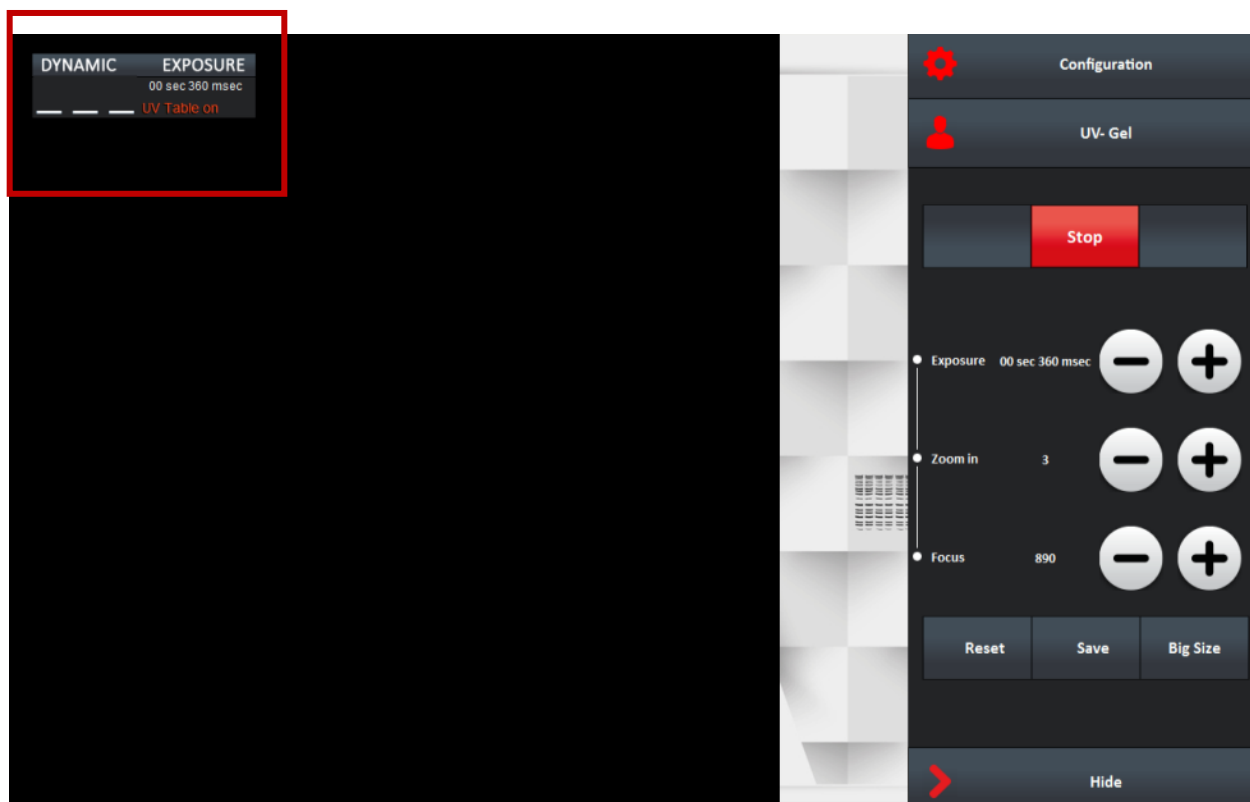 DYNAMIC EXPOSURE
00 sec 360 msec
UV Table on
Configuration
UV- Gel
Stop
Exposure 00 sec 360 msec
Zoom in 3
Focus 890
Reset Save Big Size
Hide